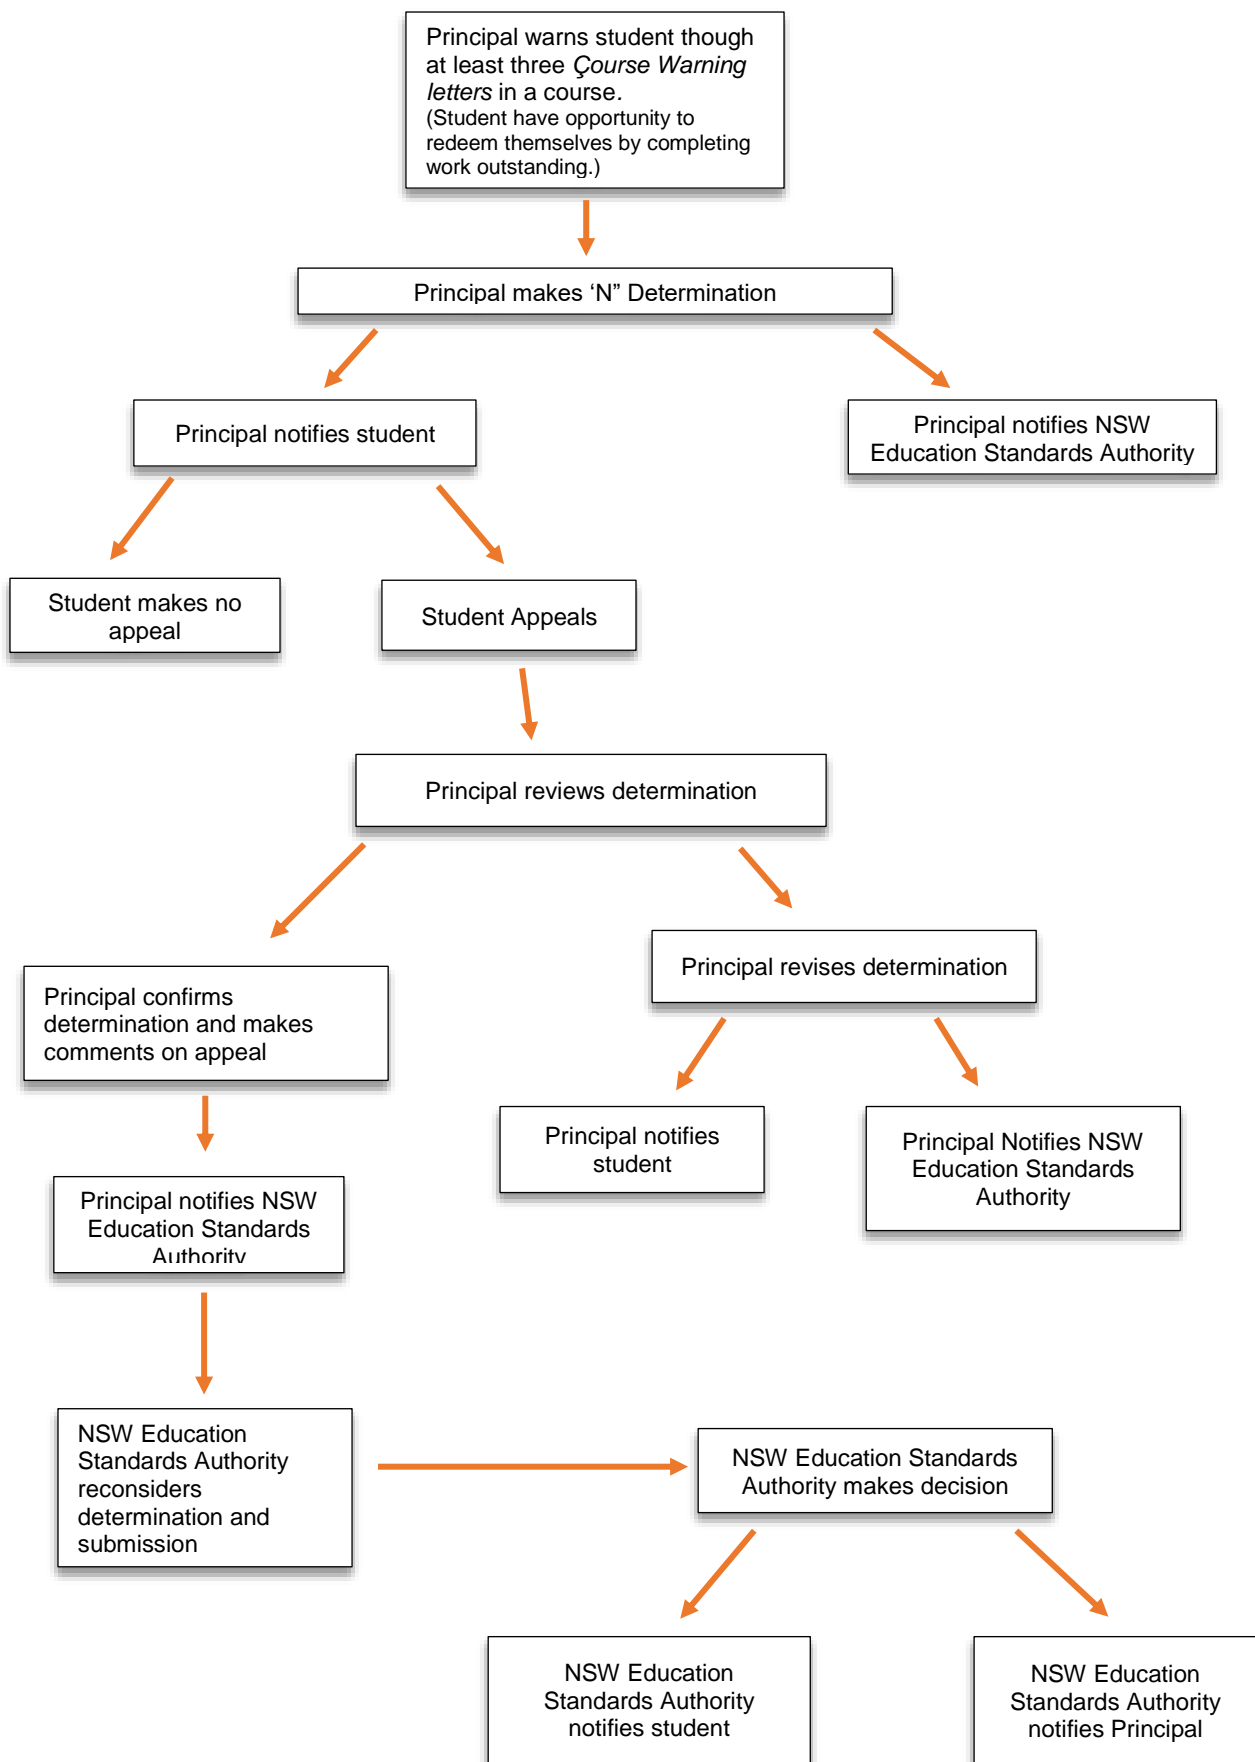 Principal warns student though
at least three Çourse Warning
letters in a course.
(Student have opportunity to
redeem themselves by completing
work outstanding.)
Principal makes ‘N” Determination
Principal notifies student
Principal notifies NSW
Education Standards Authority
Student makes no
appeal
Student Appeals
Principal reviews determination
Principal revises determination
Principal confirms
determination and makes
comments on appeal
Principal notifies
student
Principal Notifies NSW
Education Standards
Authority
Principal notifies NSW
Education Standards
Authority
NSW Education
Standards Authority
reconsiders
determination and
submission
NSW Education Standards
Authority makes decision
NSW Education
Standards Authority
notifies student
NSW Education
Standards Authority
notifies Principal